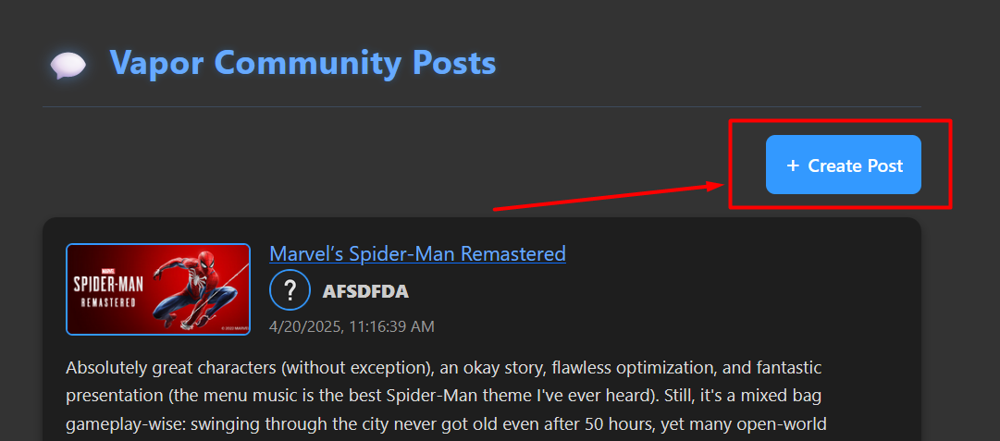 Vapor Community Posts
+ Create Post
Marvel’s Spider-Man Remastered
MARVEL
SPIDER-MAN
REMASTERED
© 2022 MARVEL
?
AFSDFDA
4/20/2025, 11:16:39 AM
Absolutely great characters (without exception), an okay story, flawless optimization, and fantastic
presentation (the menu music is the best Spider-Man theme I've ever heard). Still, it's a mixed bag
gameplay-wise: swinging through the city never got old even after 50 hours, yet many open-world